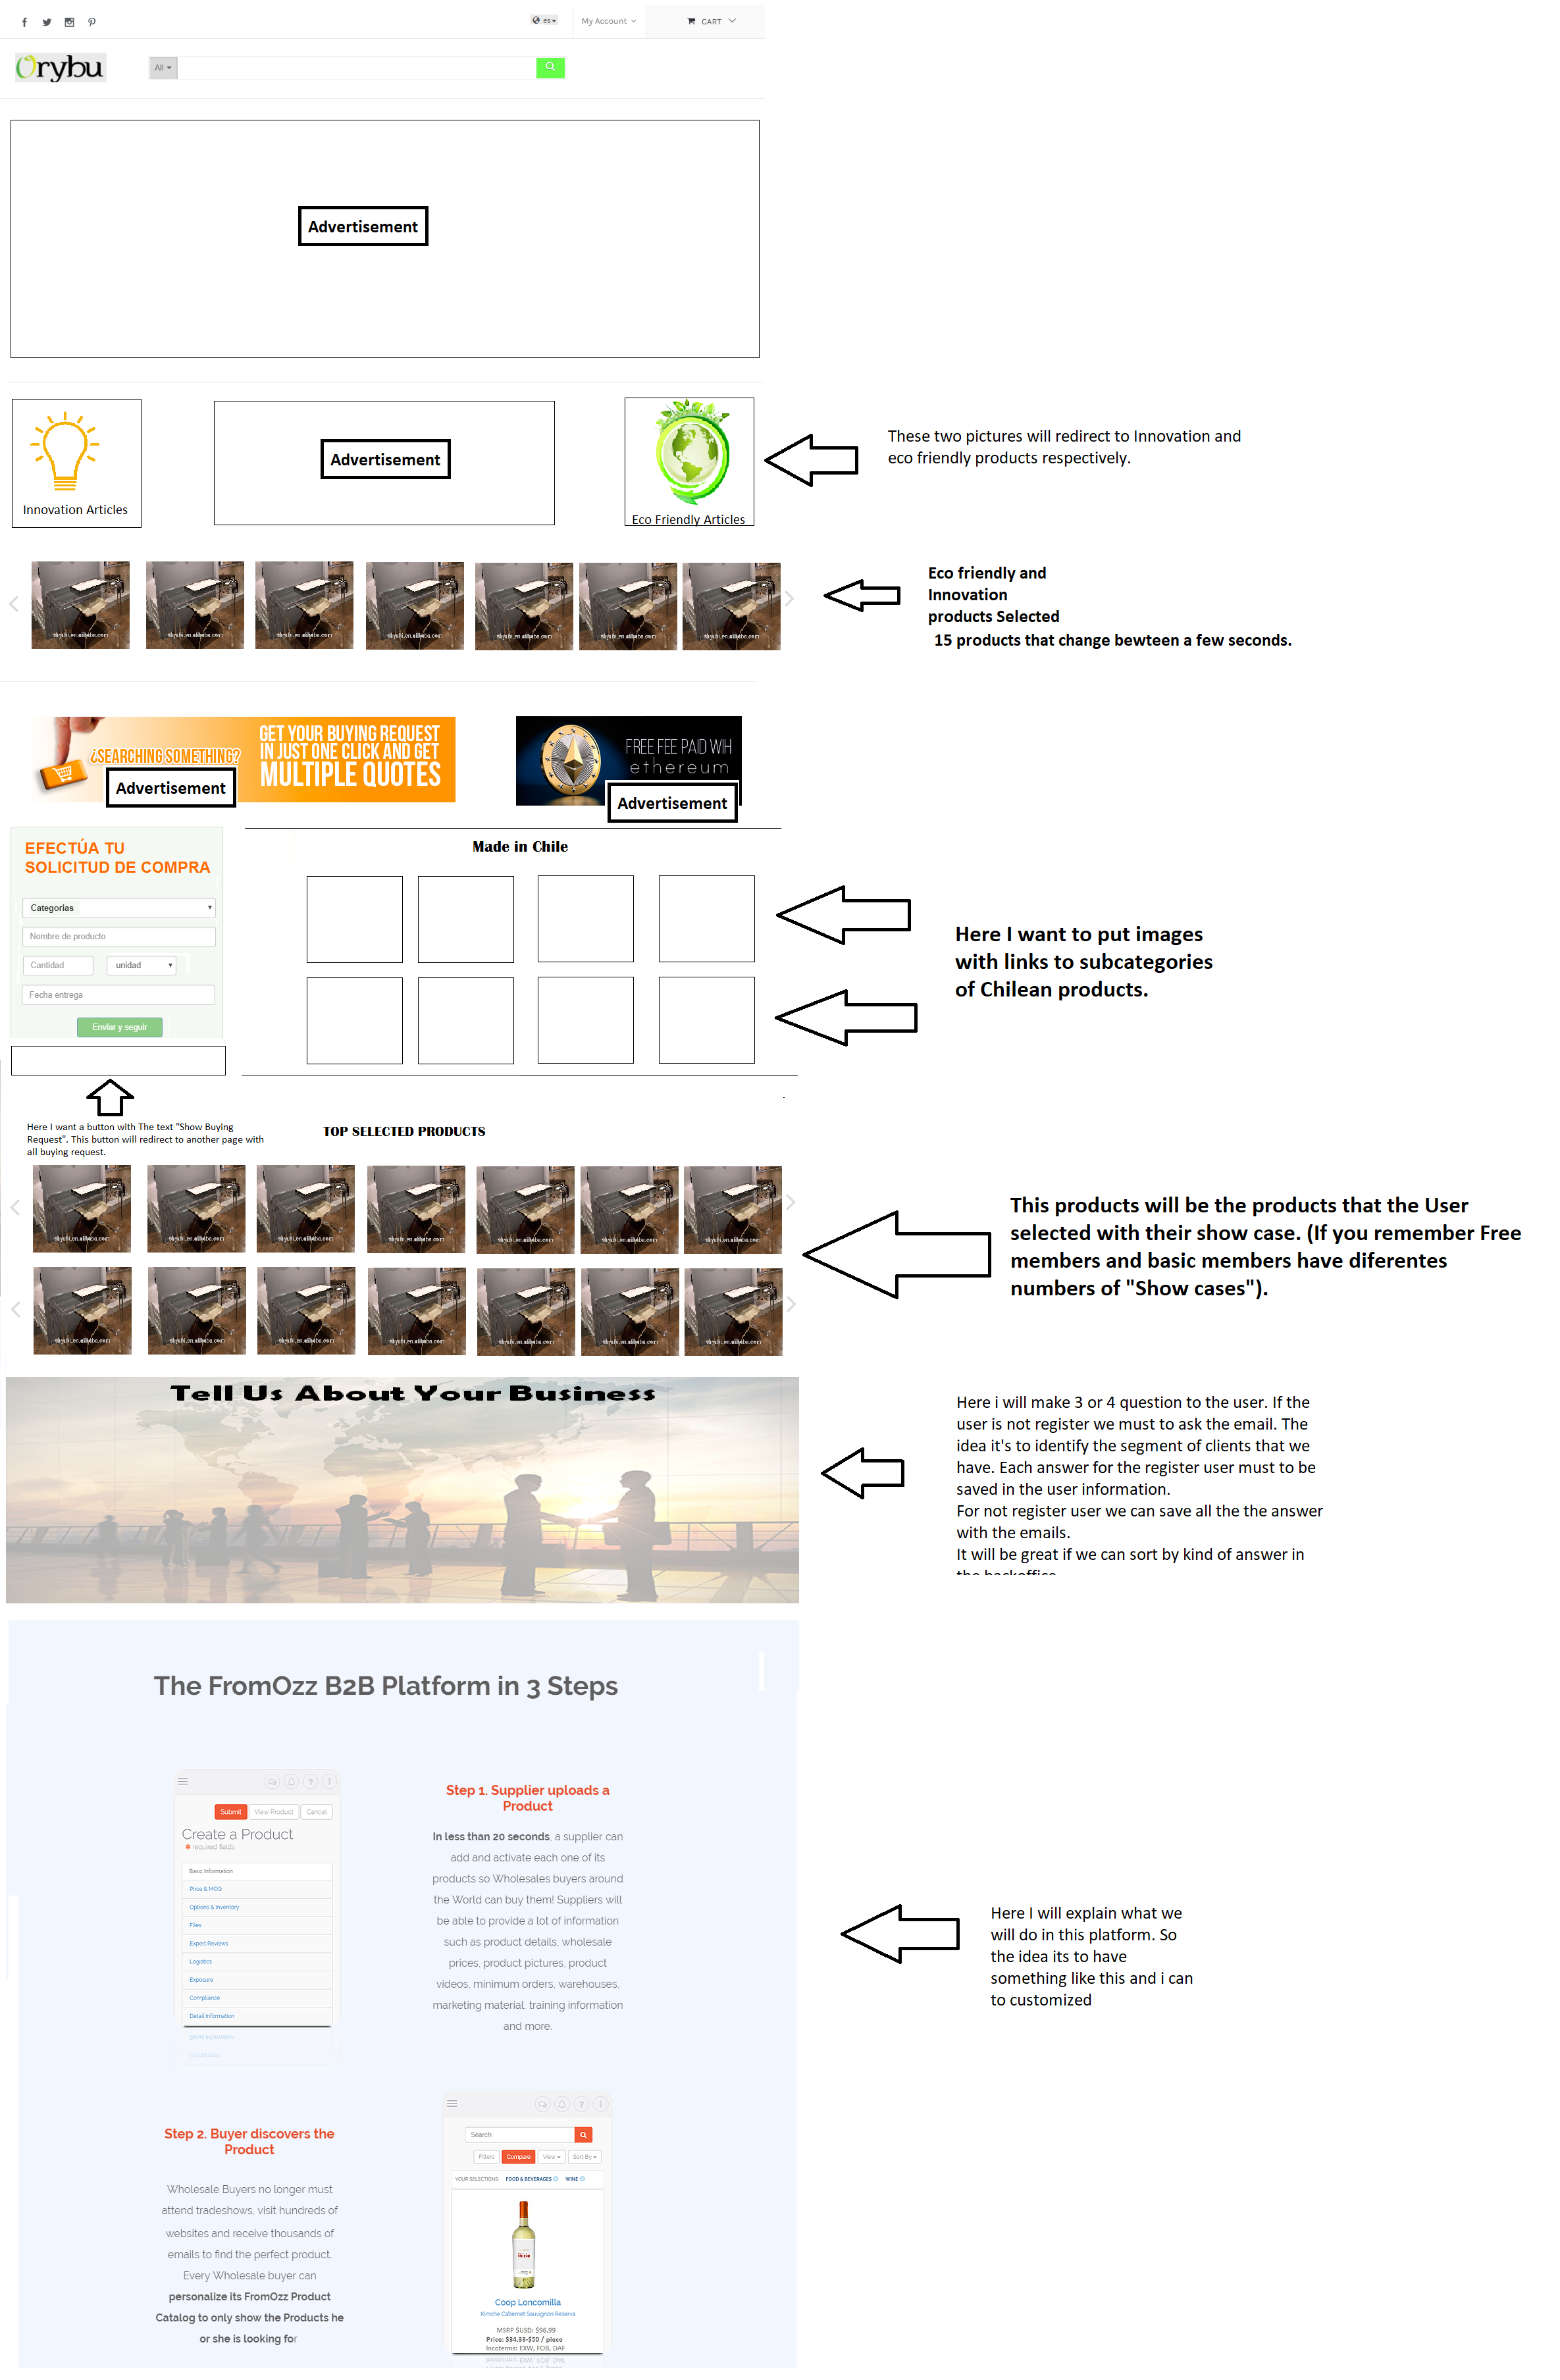 es
My Account
CART
Orybu
All
Advertisement
Innovation Articles
Advertisement
Eco Friendly Articles
These two pictures will redirect to Innovation and
eco friendly products respectively.
Eco friendly and
Innovation
products Selected
15 products that change bewteen a few seconds.
¿SEARCHING SOMETHING?
GET YOUR BUYING REQUEST
IN JUST ONE CLICK AND GET
MULTIPLE QUOTES
Advertisement
FREE FEE PAID WIH
ethereum
Advertisement
EFECTÚA TU
SOLICITUD DE COMPRA
Categorias
Nombre de producto
Cantidad
unidad
Fecha entrega
Enviar y seguir
Made in Chile
Here I want to put images
with links to subcategories
of Chilean products.
Here I want a button with The text "Show Buying
Request". This button will redirect to another page with
all buying request.
TOP SELECTED PRODUCTS
This products will be the products that the User
selected with their show case. (If you remember Free
members and basic members have diferentes
numbers of "Show cases").
Tell Us About Your Business
Here i will make 3 or 4 question to the user. If the
user is not register we must to ask the email. The
idea it's to identify the segment of clients that we
have. Each answer for the register user must to be
saved in the user information.
For not register user we can save all the the answer
with the emails.
It will be great if we can sort by kind of answer in
the backoffice
The FromOzz B2B Platform in 3 Steps
Submit
View Product
Cancel
Create a Product
* required fields
Basic Information
Price & MOQ
Options & Inventory
Files
Expert Reviews
Logistics
Exposure
Compliance
Detail Information
Step 1. Supplier uploads a
Product
In less than 20 seconds, a supplier can
add and activate each one of its
products so Wholesales buyers around
the World can buy them! Suppliers will
be able to provide a lot of information
such as product details, wholesale
prices, product pictures, product
videos, minimum orders, warehouses,
marketing material, training information
and more.
Here I will explain what we
will do in this platform. So
the idea its to have
something like this and i can
to customized
Step 2. Buyer discovers the
Product
Wholesale Buyers no longer must
attend tradeshows, visit hundreds of
websites and receive thousands of
emails to find the perfect product.
Every Wholesale buyer can
personalize its FromOzz Product
Catalog to only show the Products he
or she is looking for
Search
Filters
Compare
View
Sort By
YOUR SELECTIONS
FOOD & BEVERAGES
WINE
Coop Loncomilla
Kimche Cabernet Sauvignon Reserva
MSRP $USD: $96.99
Price: $34.33-$50 / piece
Incoterms: EXW, FOB, DAF